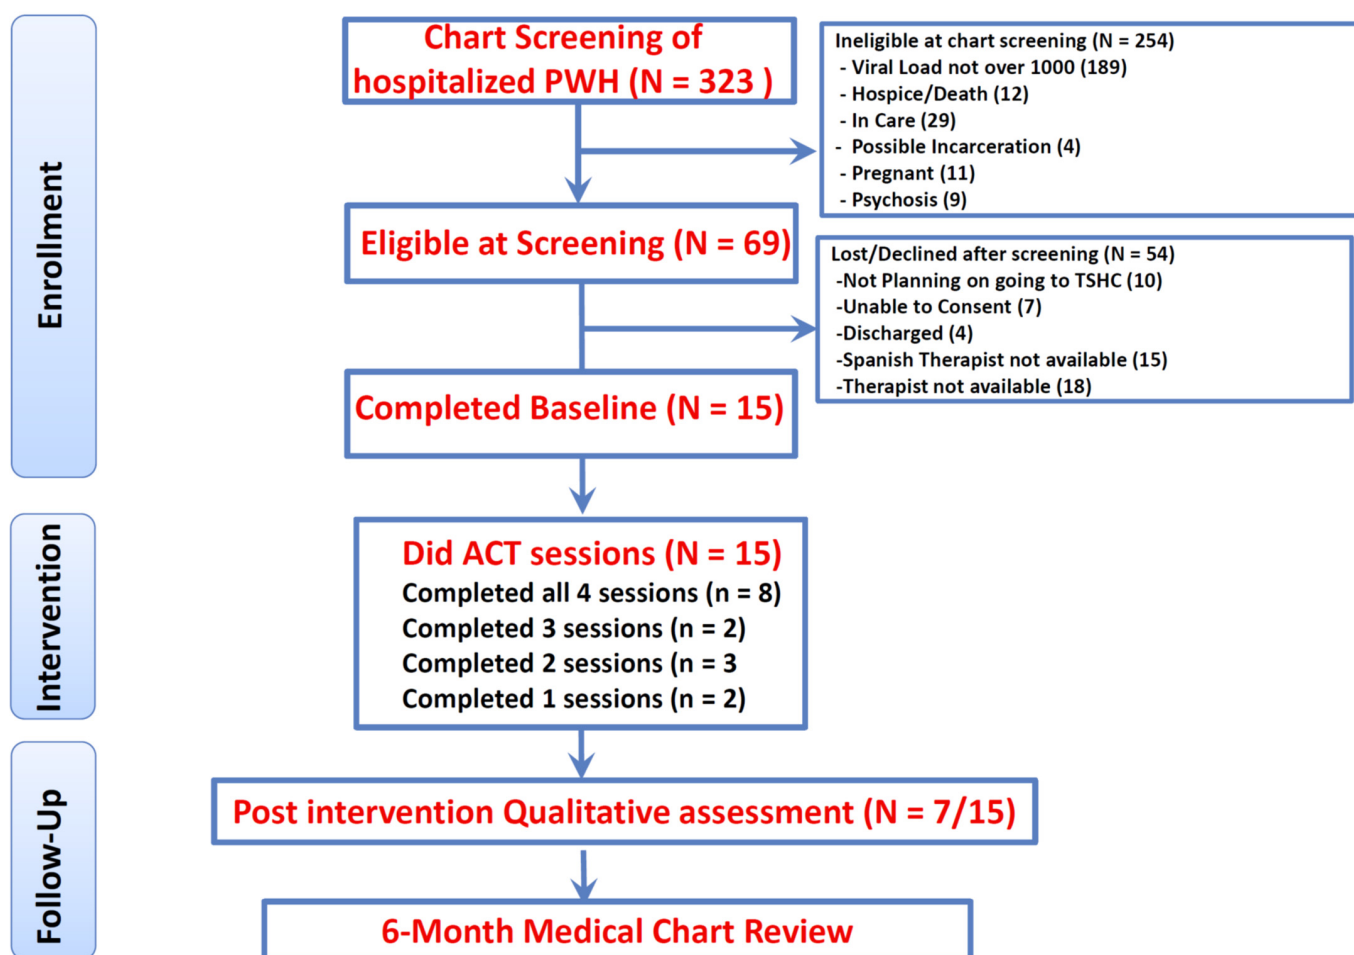 Enrollment
Chart Screening of
hospitalized PWH (N = 323 )
Ineligible at chart screening (N = 254)
- Viral Load not over 1000 (189)
- Hospice/Death (12)
- In Care (29)
- Possible Incarceration (4)
- Pregnant (11)
- Psychosis (9)
Eligible at Screening (N = 69)
Lost/Declined after screening (N = 54)
-Not Planning on going to TSHC (10)
-Unable to Consent (7)
-Discharged (4)
-Spanish Therapist not available (15)
-Therapist not available (18)
Completed Baseline (N = 15)
Intervention
Did ACT sessions (N = 15)
Completed all 4 sessions (n = 8)
Completed 3 sessions (n = 2)
Completed 2 sessions (n = 3
Completed 1 sessions (n = 2)
Follow-Up
Post intervention Qualitative assessment (N = 7/15)
6-Month Medical Chart Review